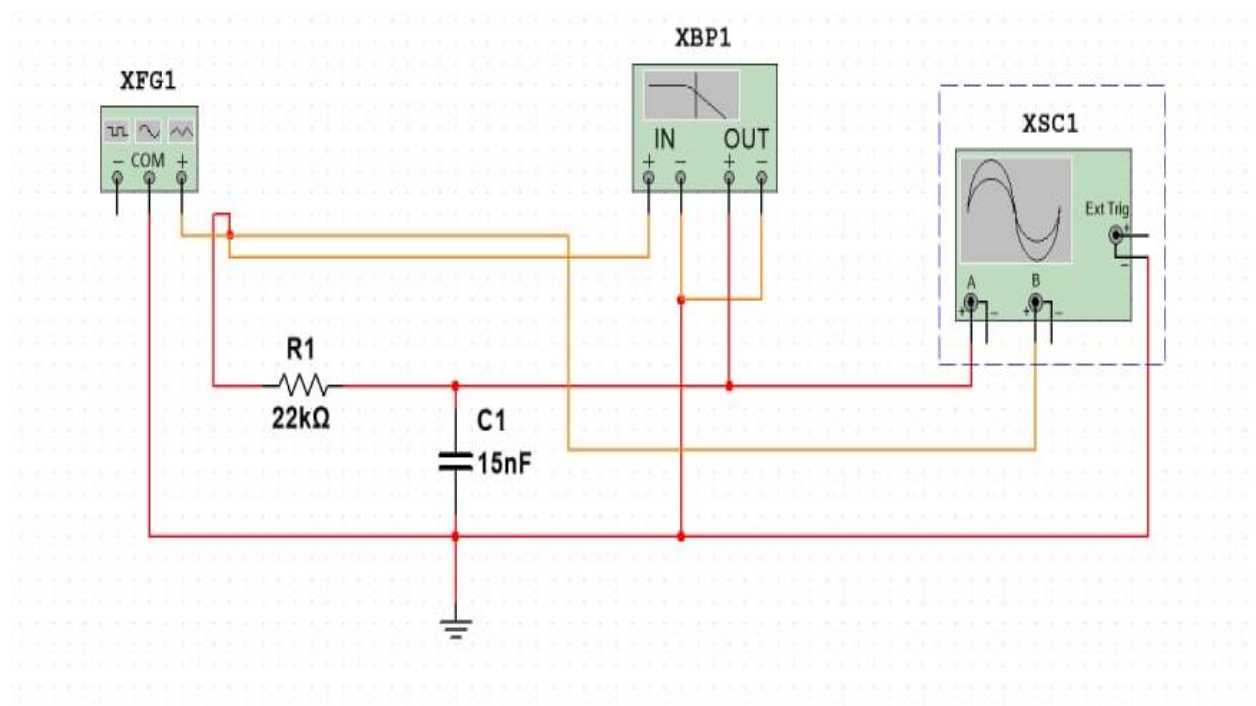 XBP1
XFG1
XSC1
IN OUT
+ - + -
- COM +
Ext Trig
+
-
A B
+ - + -
R1
22kΩ
C1
15nF